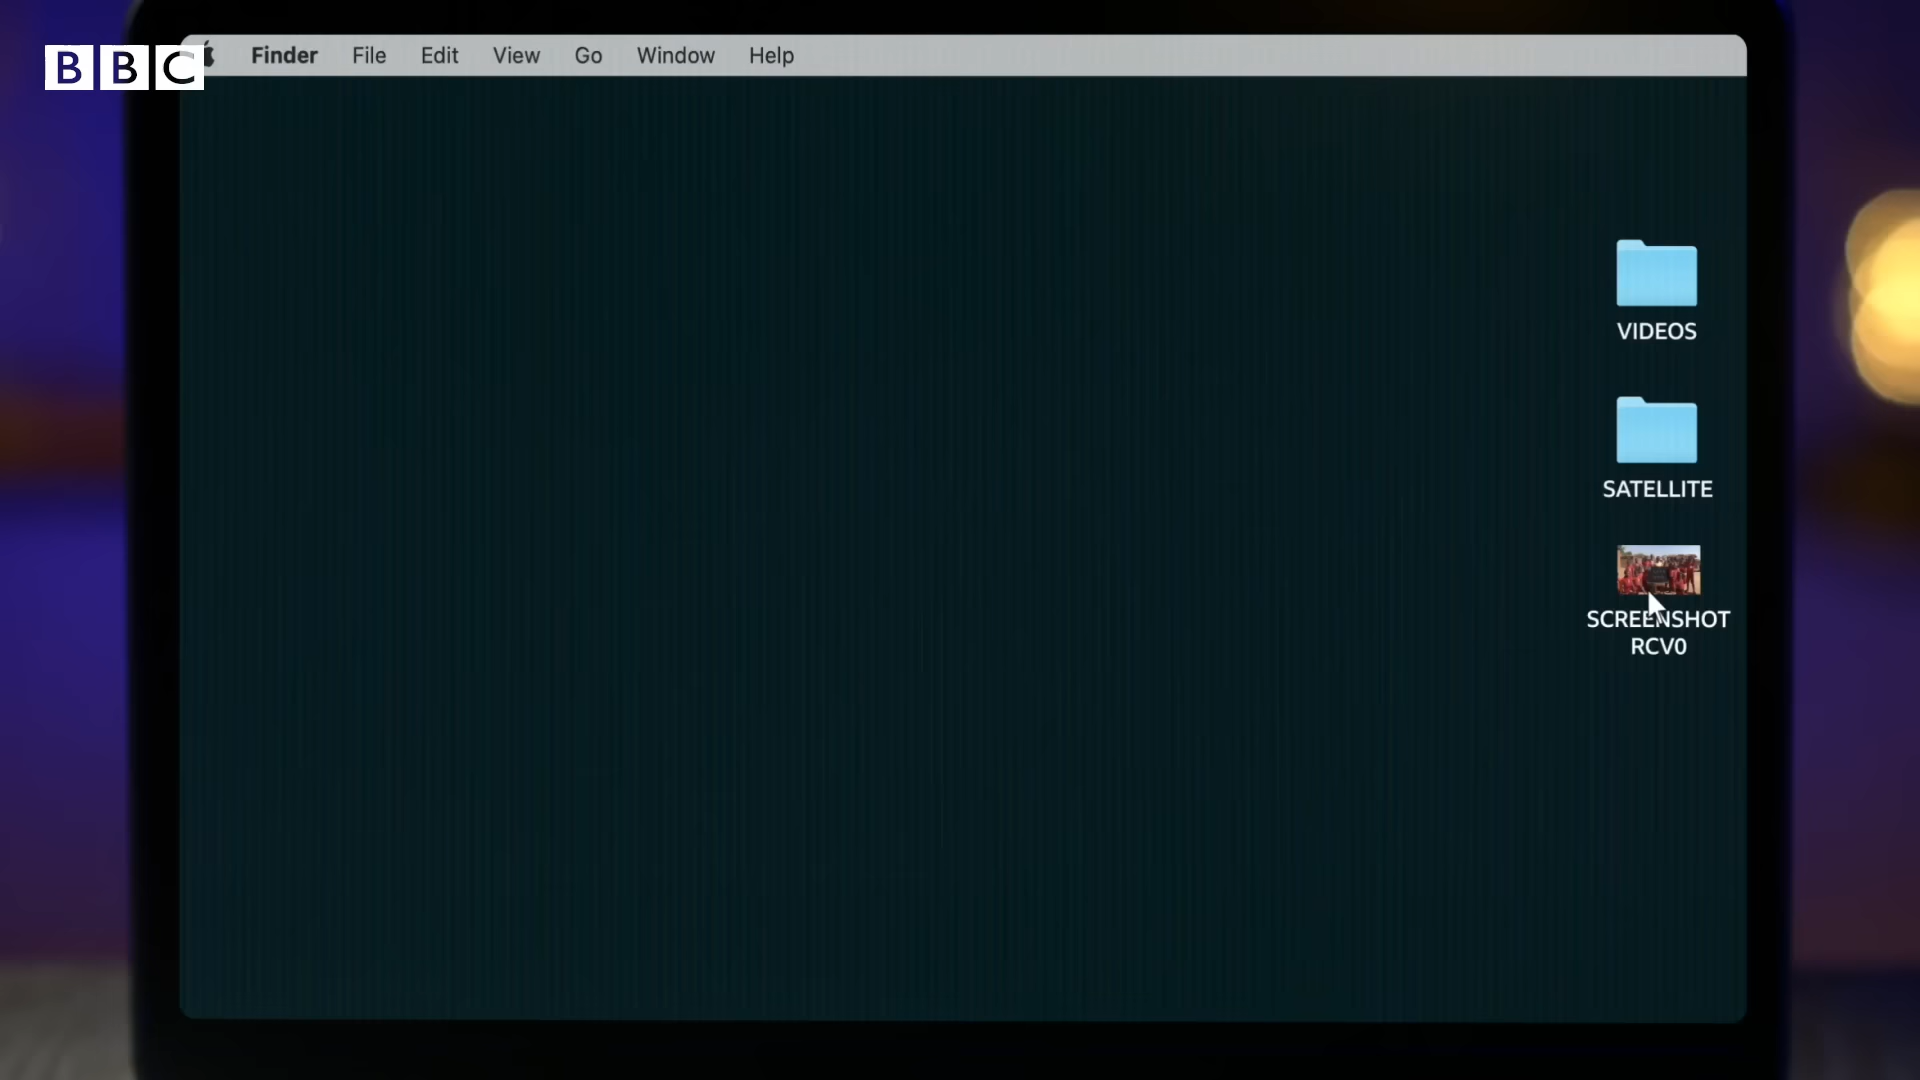 BBC
Finder File Edit View Go Window Help
VIDEOS
SATELLITE
SCREENSHOT
RCV0